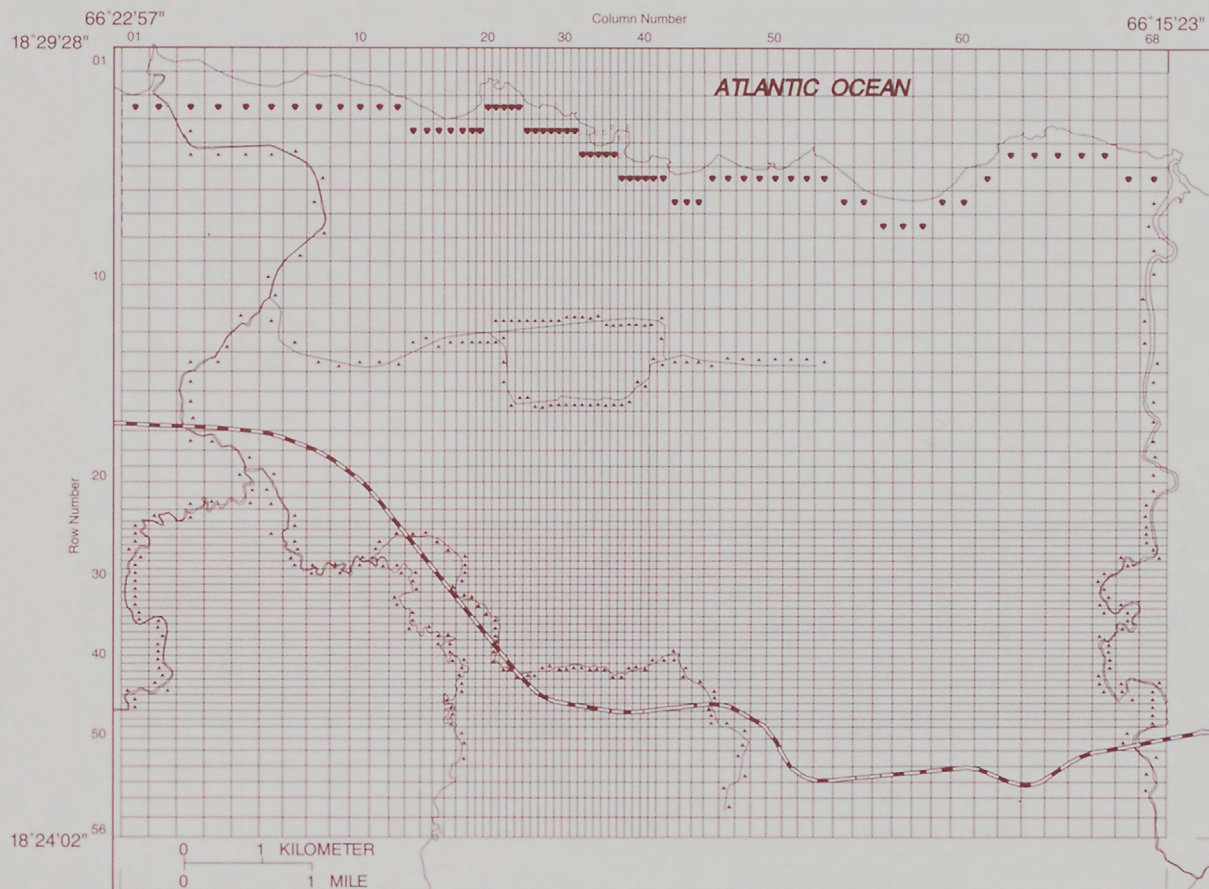 Column Number
66°22'57" 66°15'23"
18°29'28" 01 10 20 30 40 50 60 68
01
ATLANTIC OCEAN
10
20
Row Number
30
40
50
56
18°24'02"
0 1 KILOMETER
0 1 MILE